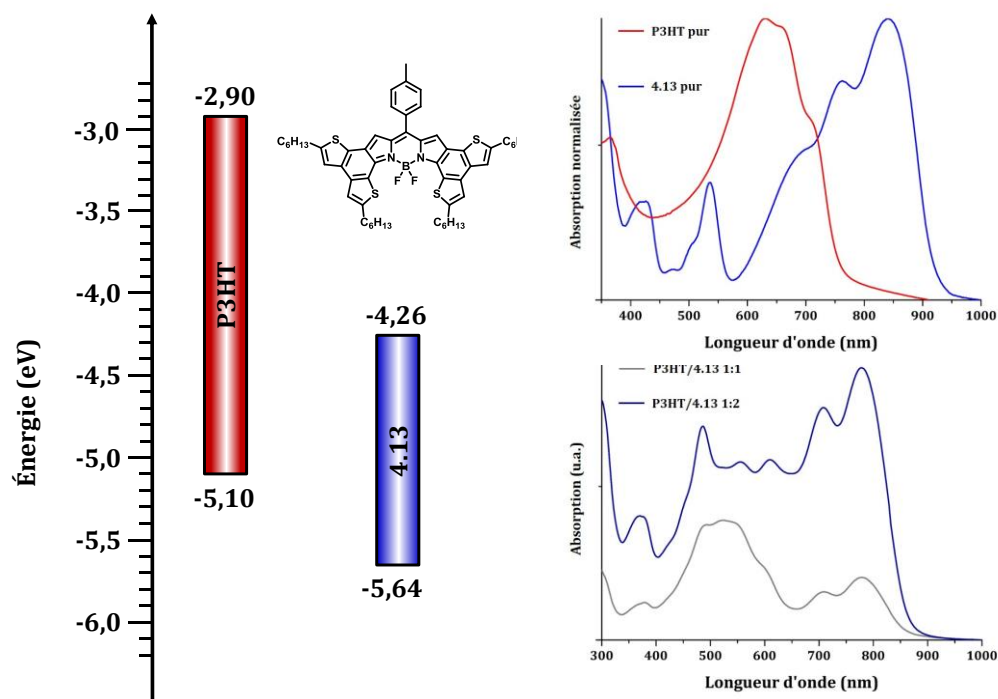 Énergie (eV)
-3,0
-3,5
-4,0
-4,5
-5,0
-5,5
-6,0
-2,90
P3HT
-5,10
-4,26
4.13
-5,64
S
S
C6H13
C6H
N
B
N
F
F
S
S
C6H13
C6H13
P3HT pur
4.13 pur
Absorption normalisée
400 500 600 700 800 900 1000
Longueur d'onde (nm)
P3HT/4.13 1:1
P3HT/4.13 1:2
Absorption (u.a.)
300 400 500 600 700 800 900 1000
Longueur d'onde (nm)